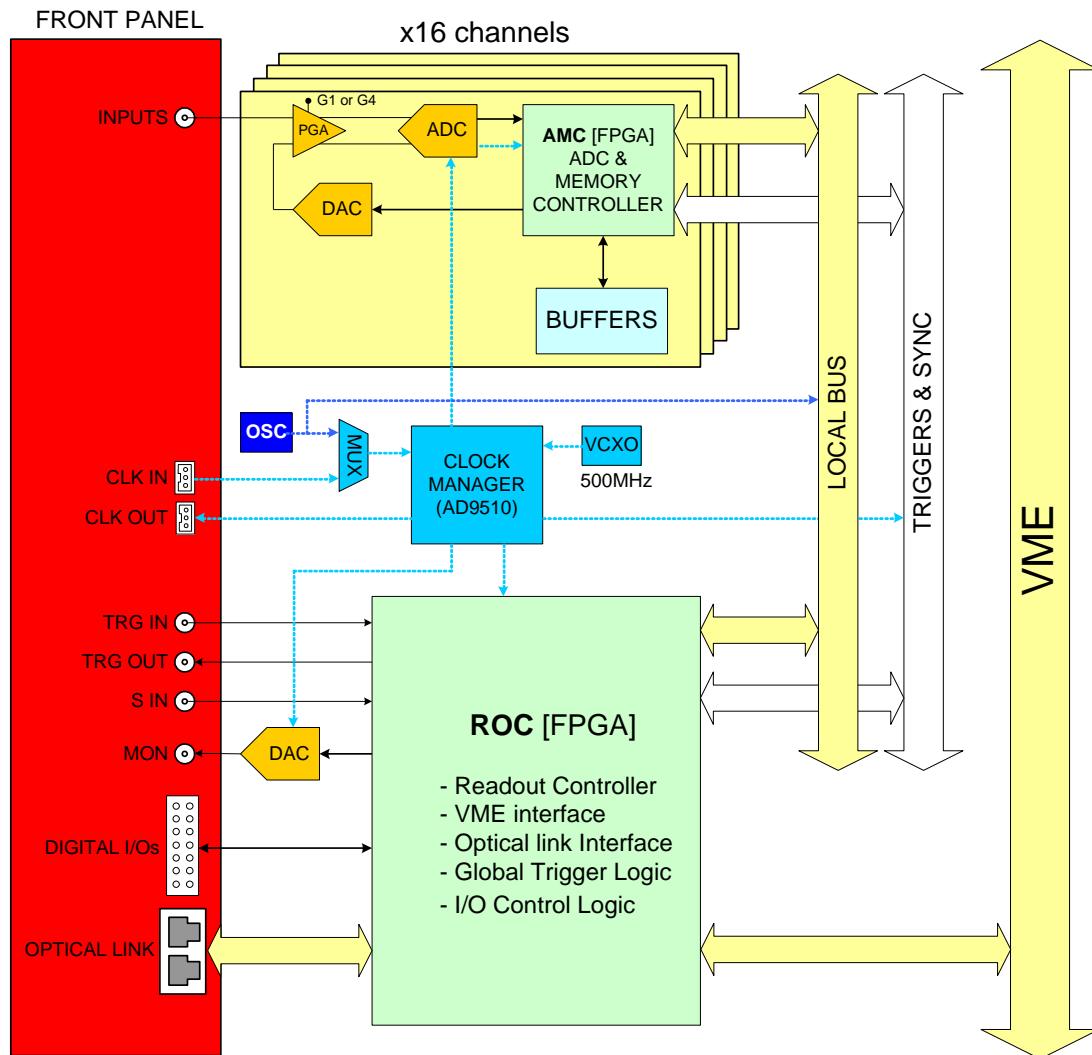 FRONT PANEL
x16 channels
INPUTS
G1 or G4
PGA
ADC
AMC [FPGA]
ADC &
MEMORY
CONTROLLER
DAC
BUFFERS
LOCAL BUS
TRIGGERS & SYNC
VME
OSC
MUX
CLK IN
CLK OUT
CLOCK
MANAGER
(AD9510)
VCXO
500MHz
TRG IN
TRG OUT
S IN
MON
DAC
DIGITAL I/Os
OPTICAL LINK
ROC [FPGA]
- Readout Controller
- VME interface
- Optical link Interface
- Global Trigger Logic
- I/O Control Logic